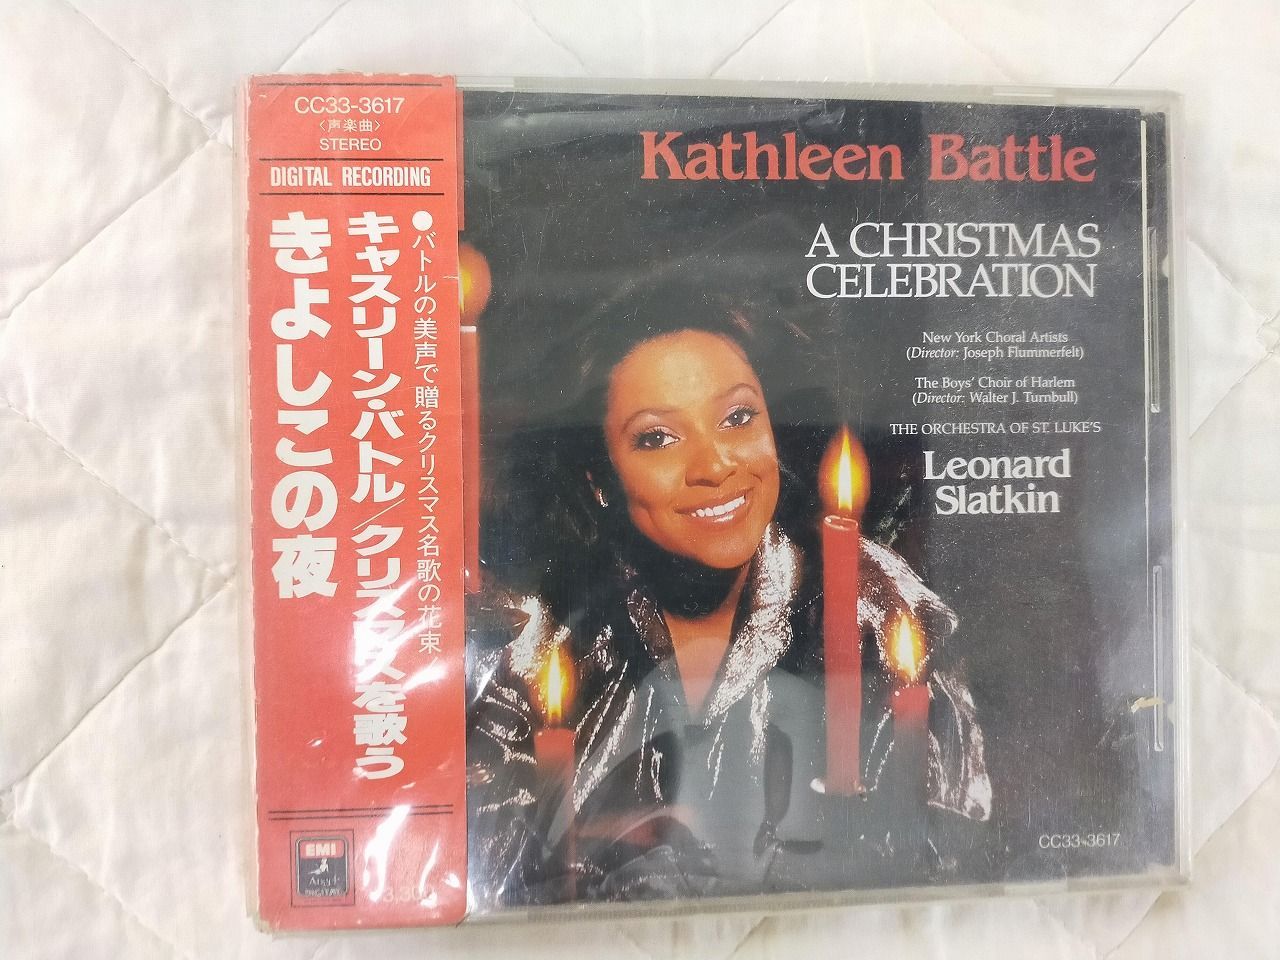 CC33-3617
〈声楽曲〉
STEREO
DIGITAL RECORDING
●バトルの美声で贈るクリスマス名歌の花束
キャスリーン・バトル/クリスマスを歌う
きよしこの夜
EMI
Angel
DIGITAL
Kathleen Battle
A CHRISTMAS
CELEBRATION
New York Choral Artists
(Director: Joseph Flummerfelt)
The Boys' Choir of Harlem
(Director: Walter J. Turnbull)
THE ORCHESTRA OF ST. LUKE'S
Leonard
Slatkin
CC33-3617